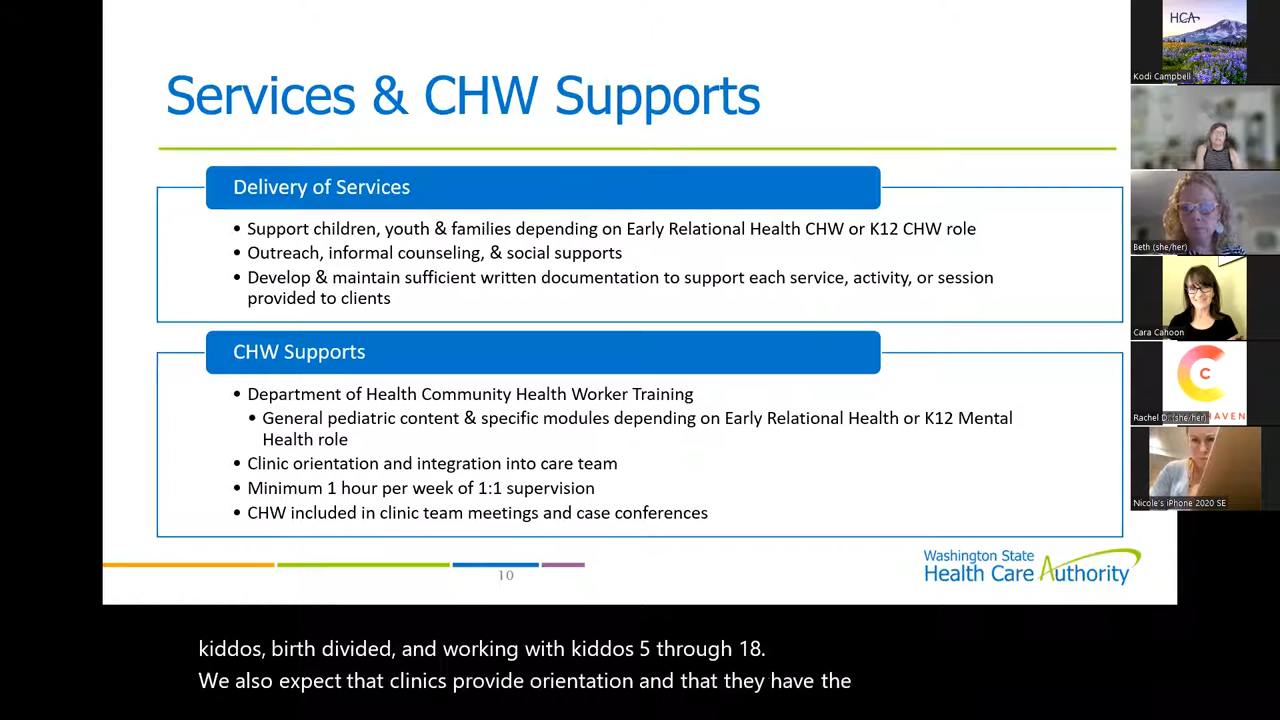 Services & CHW Supports
Delivery of Services
• Support children, youth & families depending on Early Relational Health CHW or K12 CHW role
• Outreach, informal counseling, & social supports
• Develop & maintain sufficient written documentation to support each service, activity, or session
provided to clients
CHW Supports
• Department of Health Community Health Worker Training
• General pediatric content & specific modules depending on Early Relational Health or K12 Mental
Health role
• Clinic orientation and integration into care team
• Minimum 1 hour per week of 1:1 supervision
• CHW included in clinic team meetings and case conferences
10
Washington State
Health Care Authority
HCA
Kodi Campbell
Beth (she/her)
Cara Cahoon
C
HAVEN
Rachel D. (she/her)
Nicole's iPhone 2020 SE
kiddos, birth divided, and working with kiddos 5 through 18.
We also expect that clinics provide orientation and that they have the